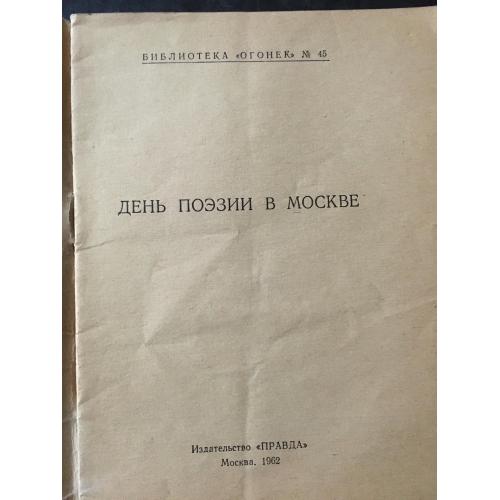 БИБЛИОТЕКА «ОГОНЕК» № 45
ДЕНЬ ПОЭЗИИ В МОСКВЕ
Издательство «ПРАВДА»
Москва. 1962